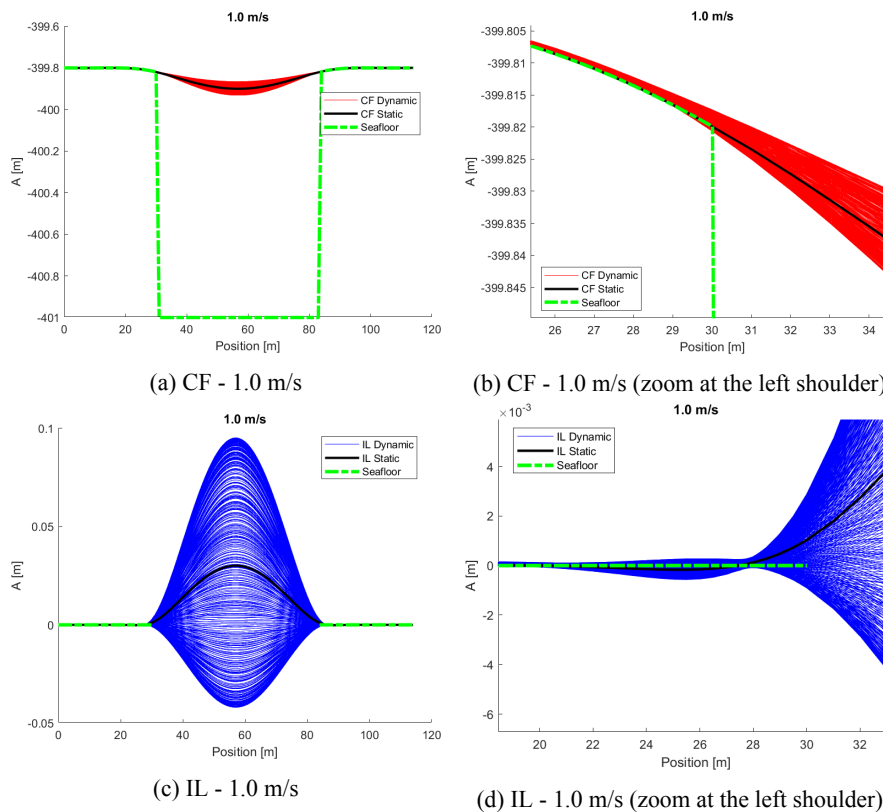 1.0 m/s
-399.6
-399.8
-400
-400.2
-400.4
-400.6
-400.8
-401
A [m]
CF Dynamic
CF Static
Seafloor
0 20 40 60 80 100 120
Position [m]
(a) CF - 1.0 m/s
1.0 m/s
-399.805
-399.81
-399.815
-399.82
-399.825
-399.83
-399.835
-399.84
-399.845
A [m]
CF Dynamic
CF Static
Seafloor
26 27 28 29 30 31 32 33 34
Position [m]
(b) CF - 1.0 m/s (zoom at the left shoulder)
1.0 m/s
0.1
0.05
0
-0.05
A [m]
IL Dynamic
IL Static
Seafloor
0 20 40 60 80 100 120
Position [m]
(c) IL - 1.0 m/s
×10⁻³
1.0 m/s
4
2
0
-2
-4
-6
A [m]
IL Dynamic
IL Static
Seafloor
20 22 24 26 28 30 32
Position [m]
(d) IL - 1.0 m/s (zoom at the left shoulder)